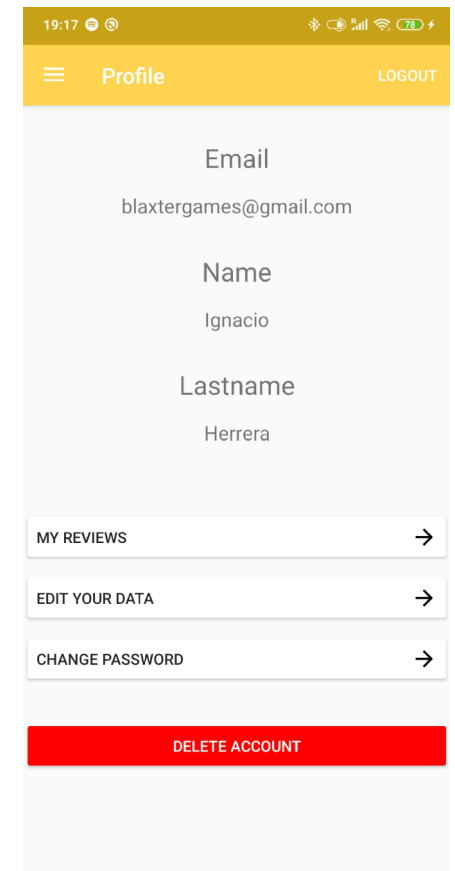 19:17
78
Profile
LOGOUT
Email
blaxtergames@gmail.com
Name
Ignacio
Lastname
Herrera
MY REVIEWS
EDIT YOUR DATA
CHANGE PASSWORD
DELETE ACCOUNT